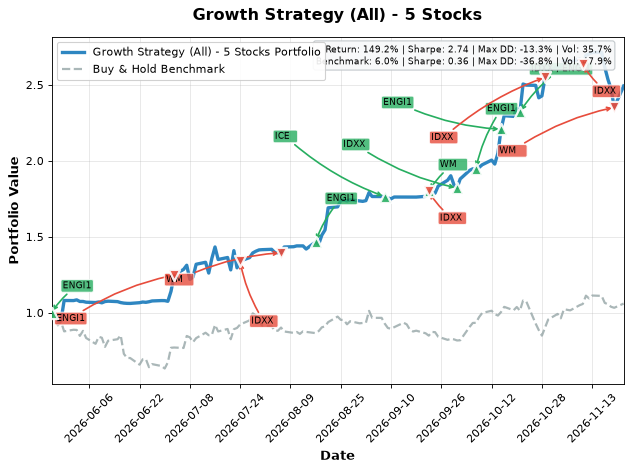 Growth Strategy (All) - 5 Stocks
Growth Strategy (All) - 5 Stocks Portfolio
Buy & Hold Benchmark
Return: 149.2% | Sharpe: 2.74 | Max DD: -13.3% | Vol: 35.7%
Benchmark: 6.0% | Sharpe: 0.36 | Max DD: -36.8% | Vol: 7.9%
IDXX
ENGI1
ENGI1
ICE
IDXX
IDXX
WM
WM
ENGI1
IDXX
WM
ENGI1
ENGI1
IDXX
Portfolio Value
2.5
2.0
1.5
1.0
2026-06-06
2026-06-22
2026-07-08
2026-07-24
2026-08-09
2026-08-25
2026-09-10
2026-09-26
2026-10-12
2026-10-28
2026-11-13
Date